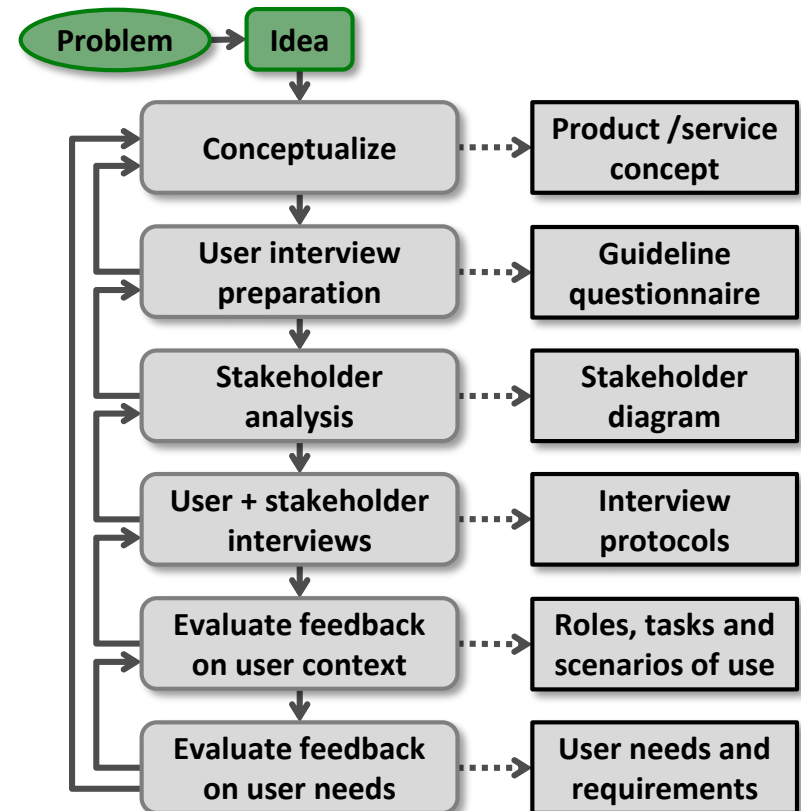 Problem
Idea
Conceptualize
Product /service
concept
User interview
preparation
Guideline
questionnaire
Stakeholder
analysis
Stakeholder
diagram
User + stakeholder
interviews
Interview
protocols
Evaluate feedback
on user context
Roles, tasks and
scenarios of use
Evaluate feedback
on user needs
User needs and
requirements